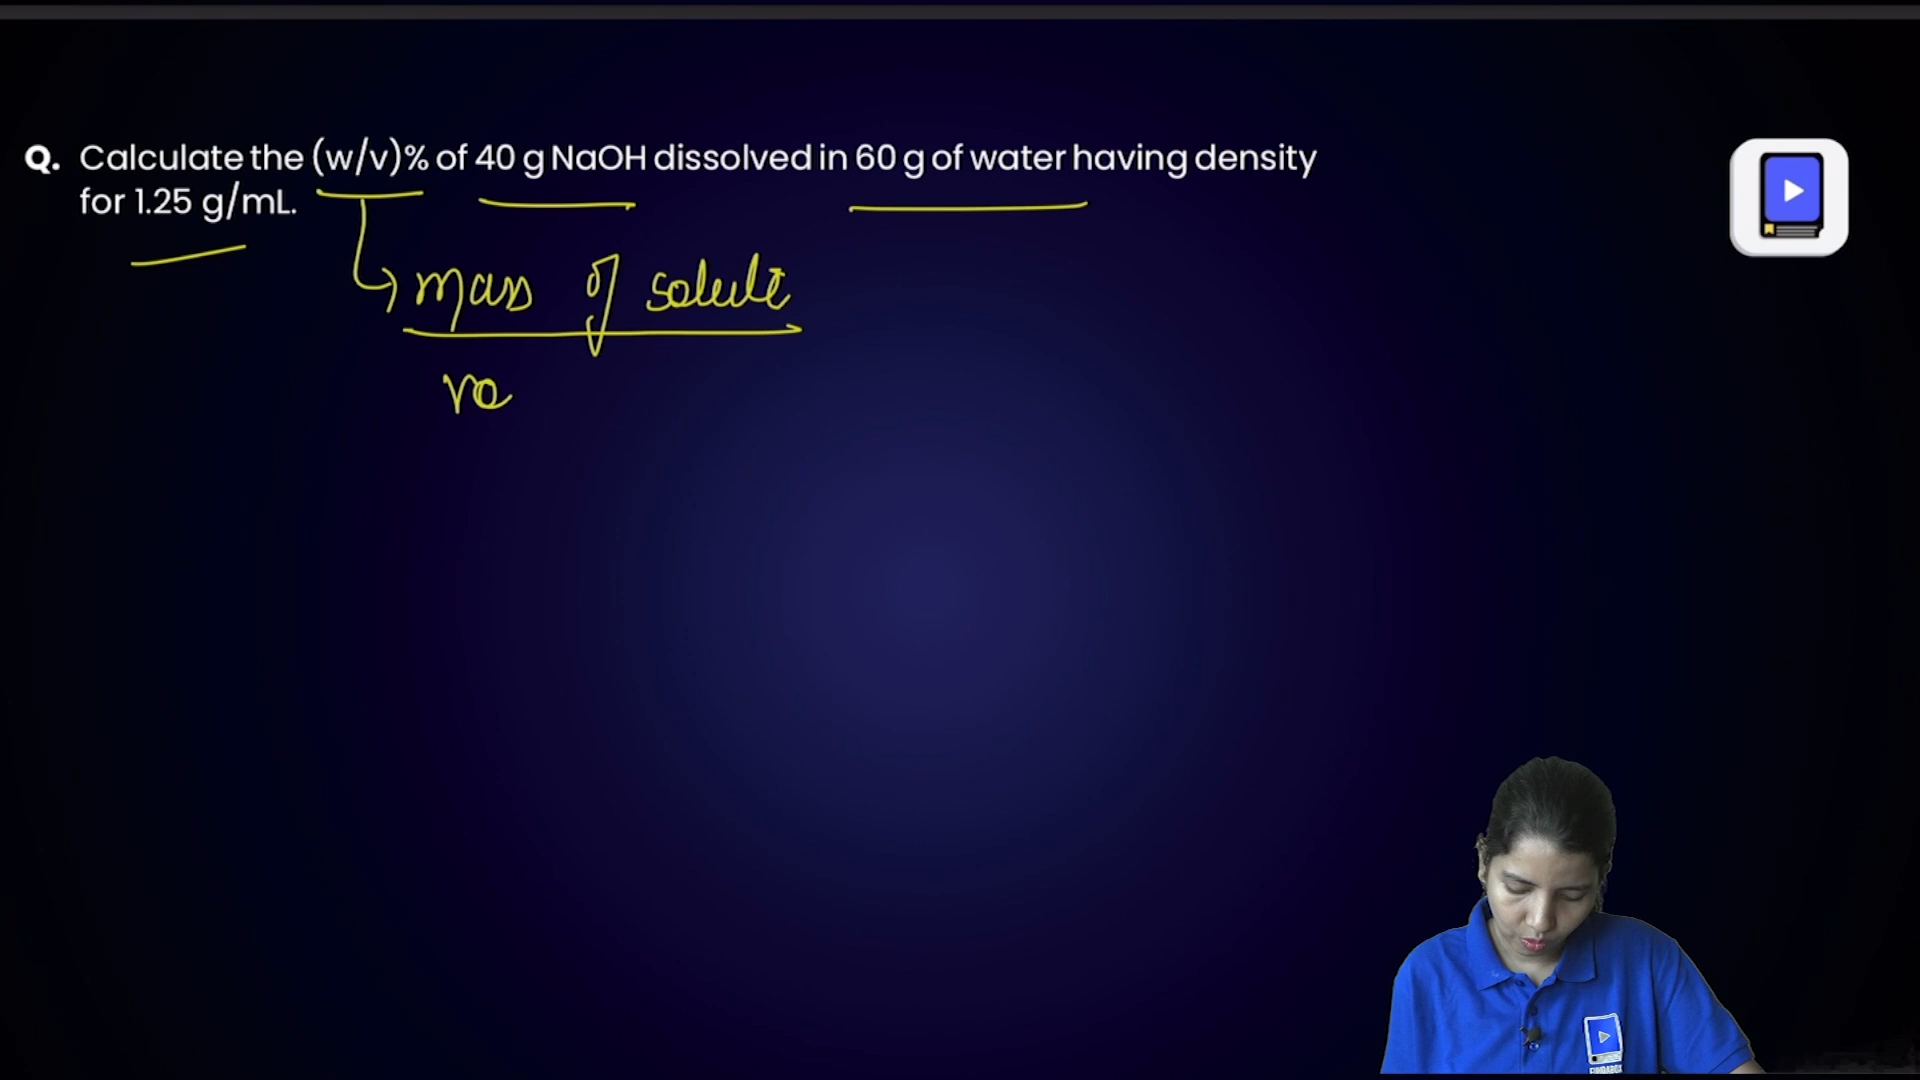 Q. Calculate the (w/v)% of 40 g NaOH dissolved in 60 g of water having density
for 1.25 g/mL.
mass of solute
vo